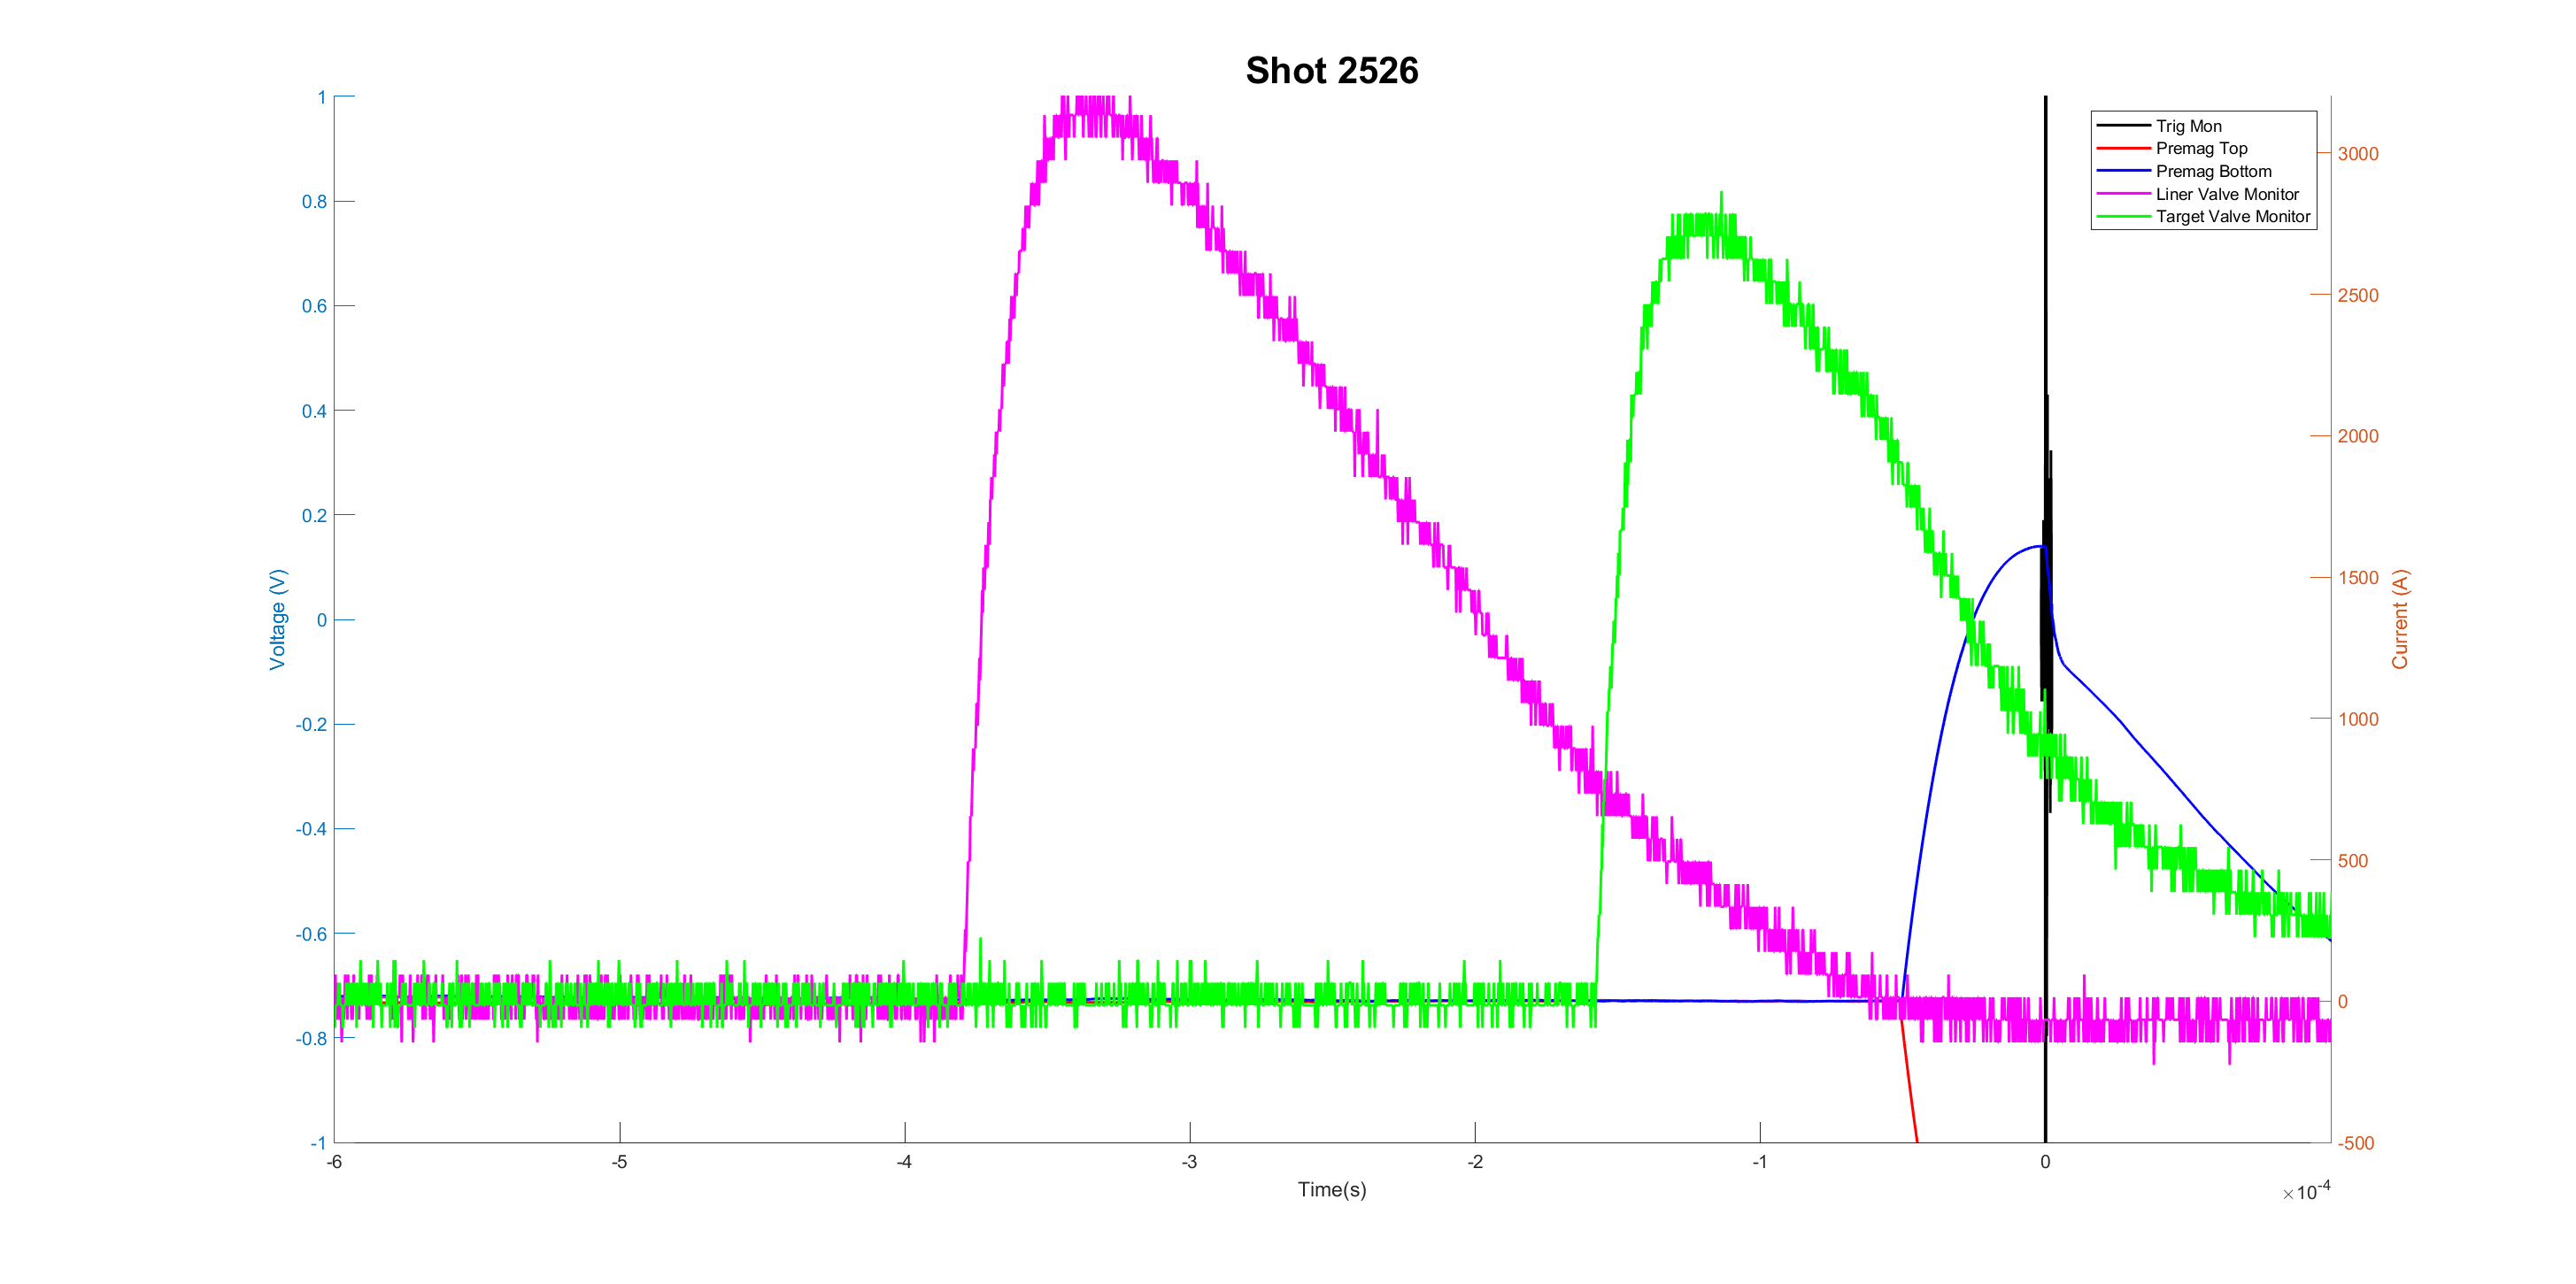 Shot 2526
1
0.8
0.6
0.4
0.2
0
-0.2
-0.4
-0.6
-0.8
-1
Voltage (V)
Trig Mon
Premag Top
Premag Bottom
Liner Valve Monitor
Target Valve Monitor
3000
2500
2000
1500
1000
500
0
-500
Current (A)
-6 -5 -4 -3 -2 -1 0
Time(s)
×10-4